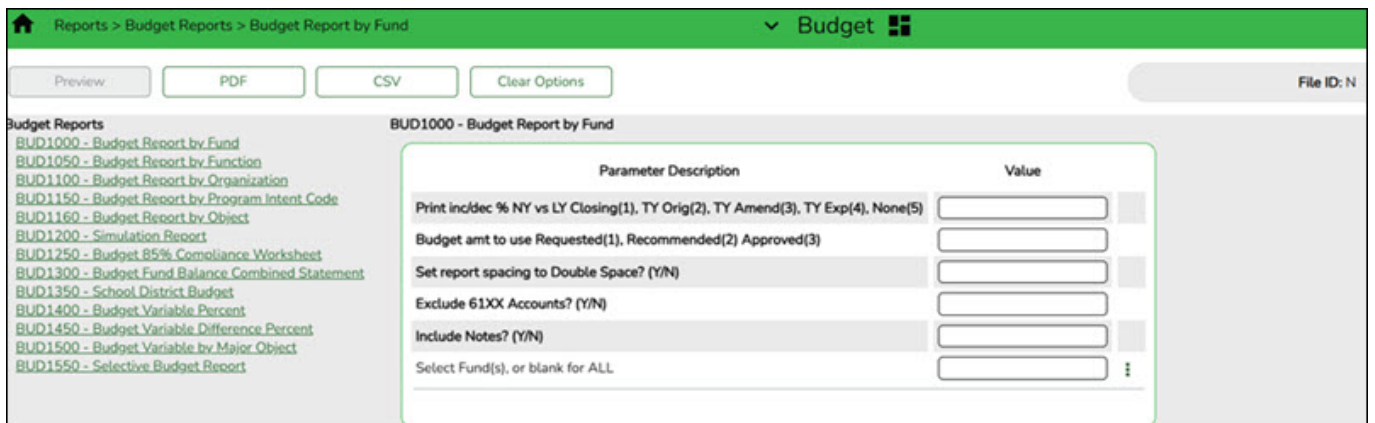 Reports > Budget Reports > Budget Report by Fund
Budget
Preview
PDF
CSV
Clear Options
File ID: N
Budget Reports
BUD1000 - Budget Report by Fund
BUD1050 - Budget Report by Function
BUD1100 - Budget Report by Organization
BUD1150 - Budget Report by Program Intent Code
BUD1160 - Budget Report by Object
BUD1200 - Simulation Report
BUD1250 - Budget 85% Compliance Worksheet
BUD1300 - Budget Fund Balance Combined Statement
BUD1350 - School District Budget
BUD1400 - Budget Variable Percent
BUD1450 - Budget Variable Difference Percent
BUD1500 - Budget Variable by Major Object
BUD1550 - Selective Budget Report
BUD1000 - Budget Report by Fund
Parameter Description Value
Print inc/dec % NY vs LY Closing(1), TY Orig(2), TY Amend(3), TY Exp(4), None(5)
Budget amt to use Requested(1), Recommended(2) Approved(3)
Set report spacing to Double Space? (Y/N)
Exclude 61XX Accounts? (Y/N)
Include Notes? (Y/N)
Select Fund(s), or blank for ALL